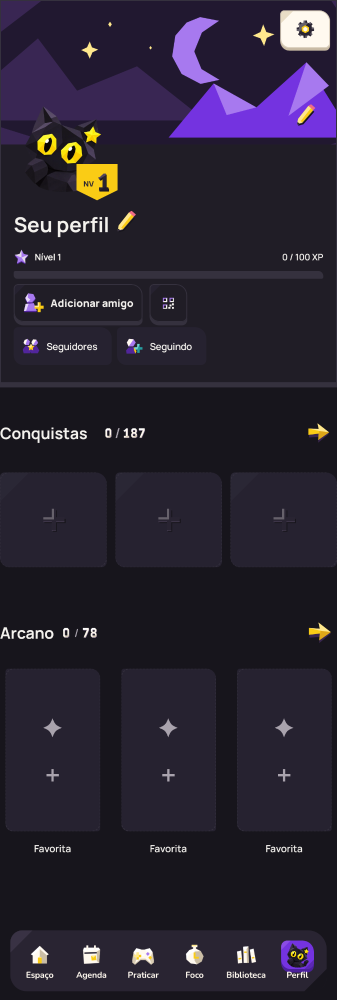 NV 1
Seu perfil
Nível 1
0 / 100 XP
Adicionar amigo
Seguidores
Seguindo
Conquistas 0 / 187
Arcano 0 / 78
Favorita
Favorita
Favorita
Espaço
Agenda
Praticar
Foco
Biblioteca
Perfil